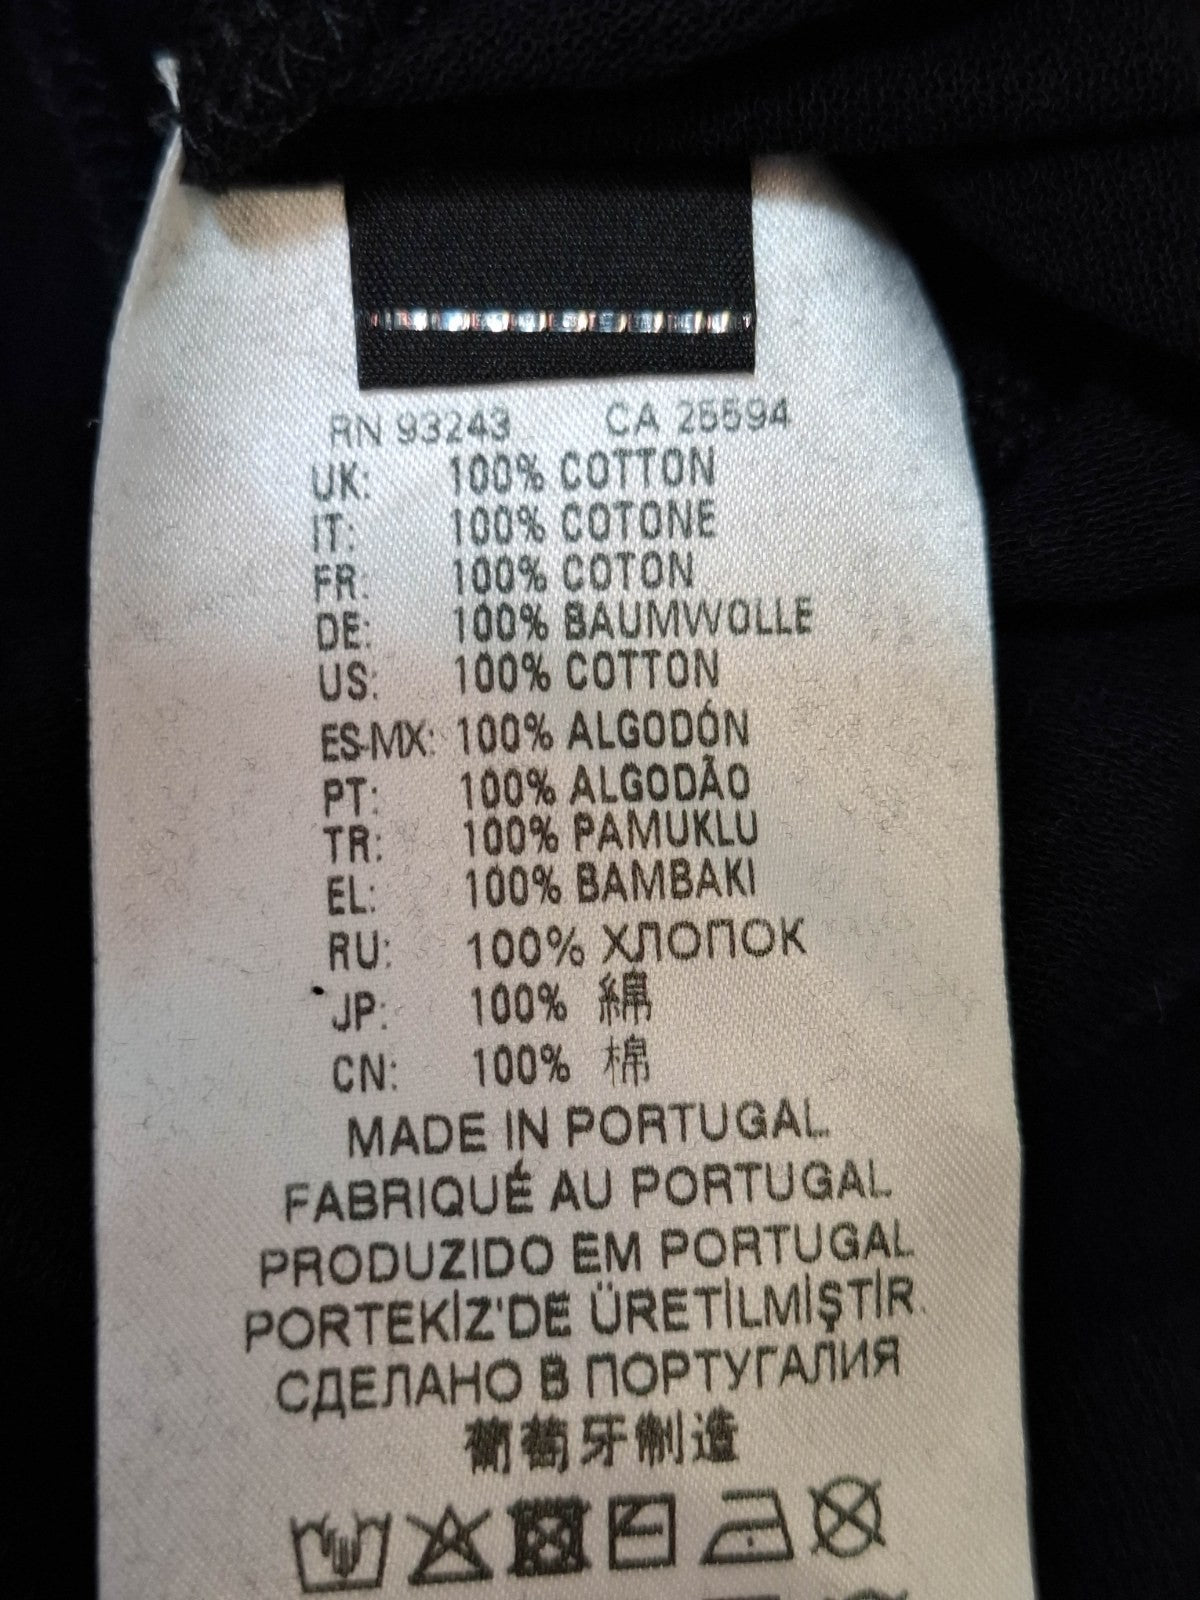 RN 93243 CA 25594
UK: 100% COTTON
IT: 100% COTONE
FR: 100% COTON
DE: 100% BAUMWOLLE
US: 100% COTTON
ES-MX: 100% ALGODÓN
PT: 100% ALGODÃO
TR: 100% PAMUKLU
EL: 100% BAMBAKI
RU: 100% ХЛОПОК
JP: 100% 綿
CN: 100% 棉
MADE IN PORTUGAL
FABRIQUÉ AU PORTUGAL
PRODUZIDO EM PORTUGAL
PORTEKİZ'DE ÜRETİLMİŞTİR.
СДЕЛАНО В ПОРТУГАЛИЯ
葡萄牙制造